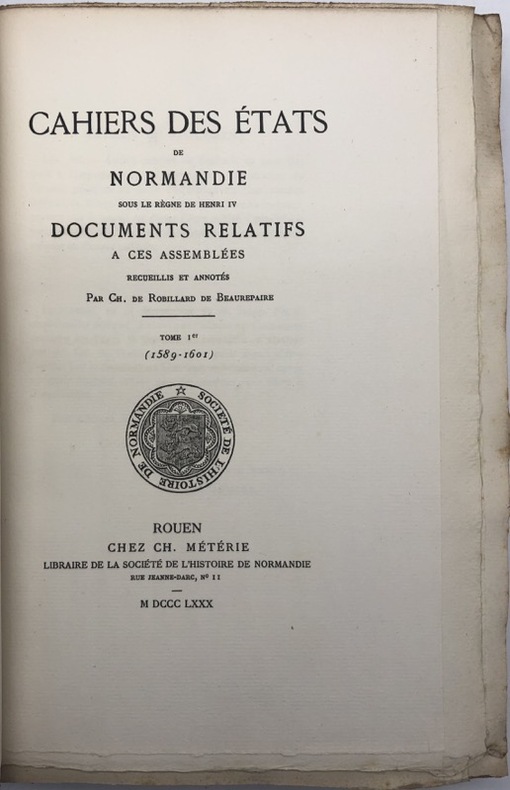 CAHIERS DES ÉTATS
DE
NORMANDIE
SOUS LE RÈGNE DE HENRI IV
DOCUMENTS RELATIFS
A CES ASSEMBLÉES
RECUEILLIS ET ANNOTÉS
PAR CH. DE ROBILLARD DE BEAUREPAIRE
TOME Ier
(1589-1601)
SOCIÉTÉ DE L'HISTOIRE DE NORMANDIE
ROUEN
CHEZ CH. MÉTÉRIE
LIBRAIRE DE LA SOCIÉTÉ DE L'HISTOIRE DE NORMANDIE
RUE JEANNE-DARC, Nº 11
M DCCC LXXX